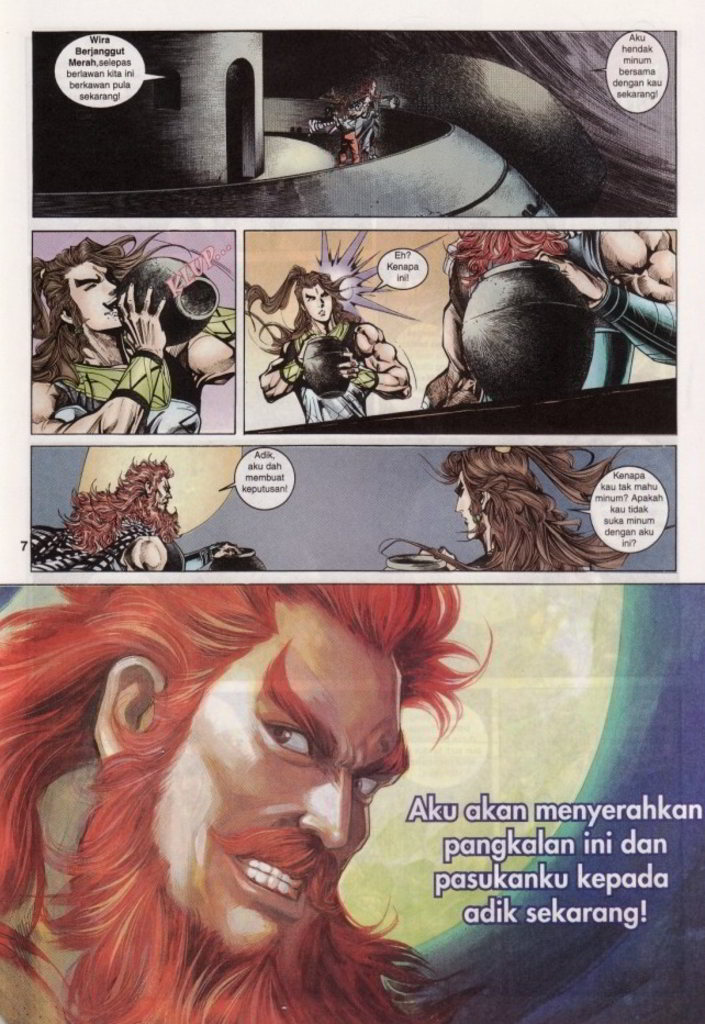 Wira
Berjanggut
Merah,selepas
berlawan kita ini
berkawan pula
sekarang!
Aku
hendak
minum
bersama
dengan kau
sekarang!
Eh?
Kenapa
ini!
Adik,
aku dah
membuat
keputusan!
Kenapa
kau tak mahu
minum? Apakah
kau tidak
suka minum
dengan aku
ini?
7
Aku akan menyerahkan
pangkalan ini dan
pasukanku kepada
adik sekarang!